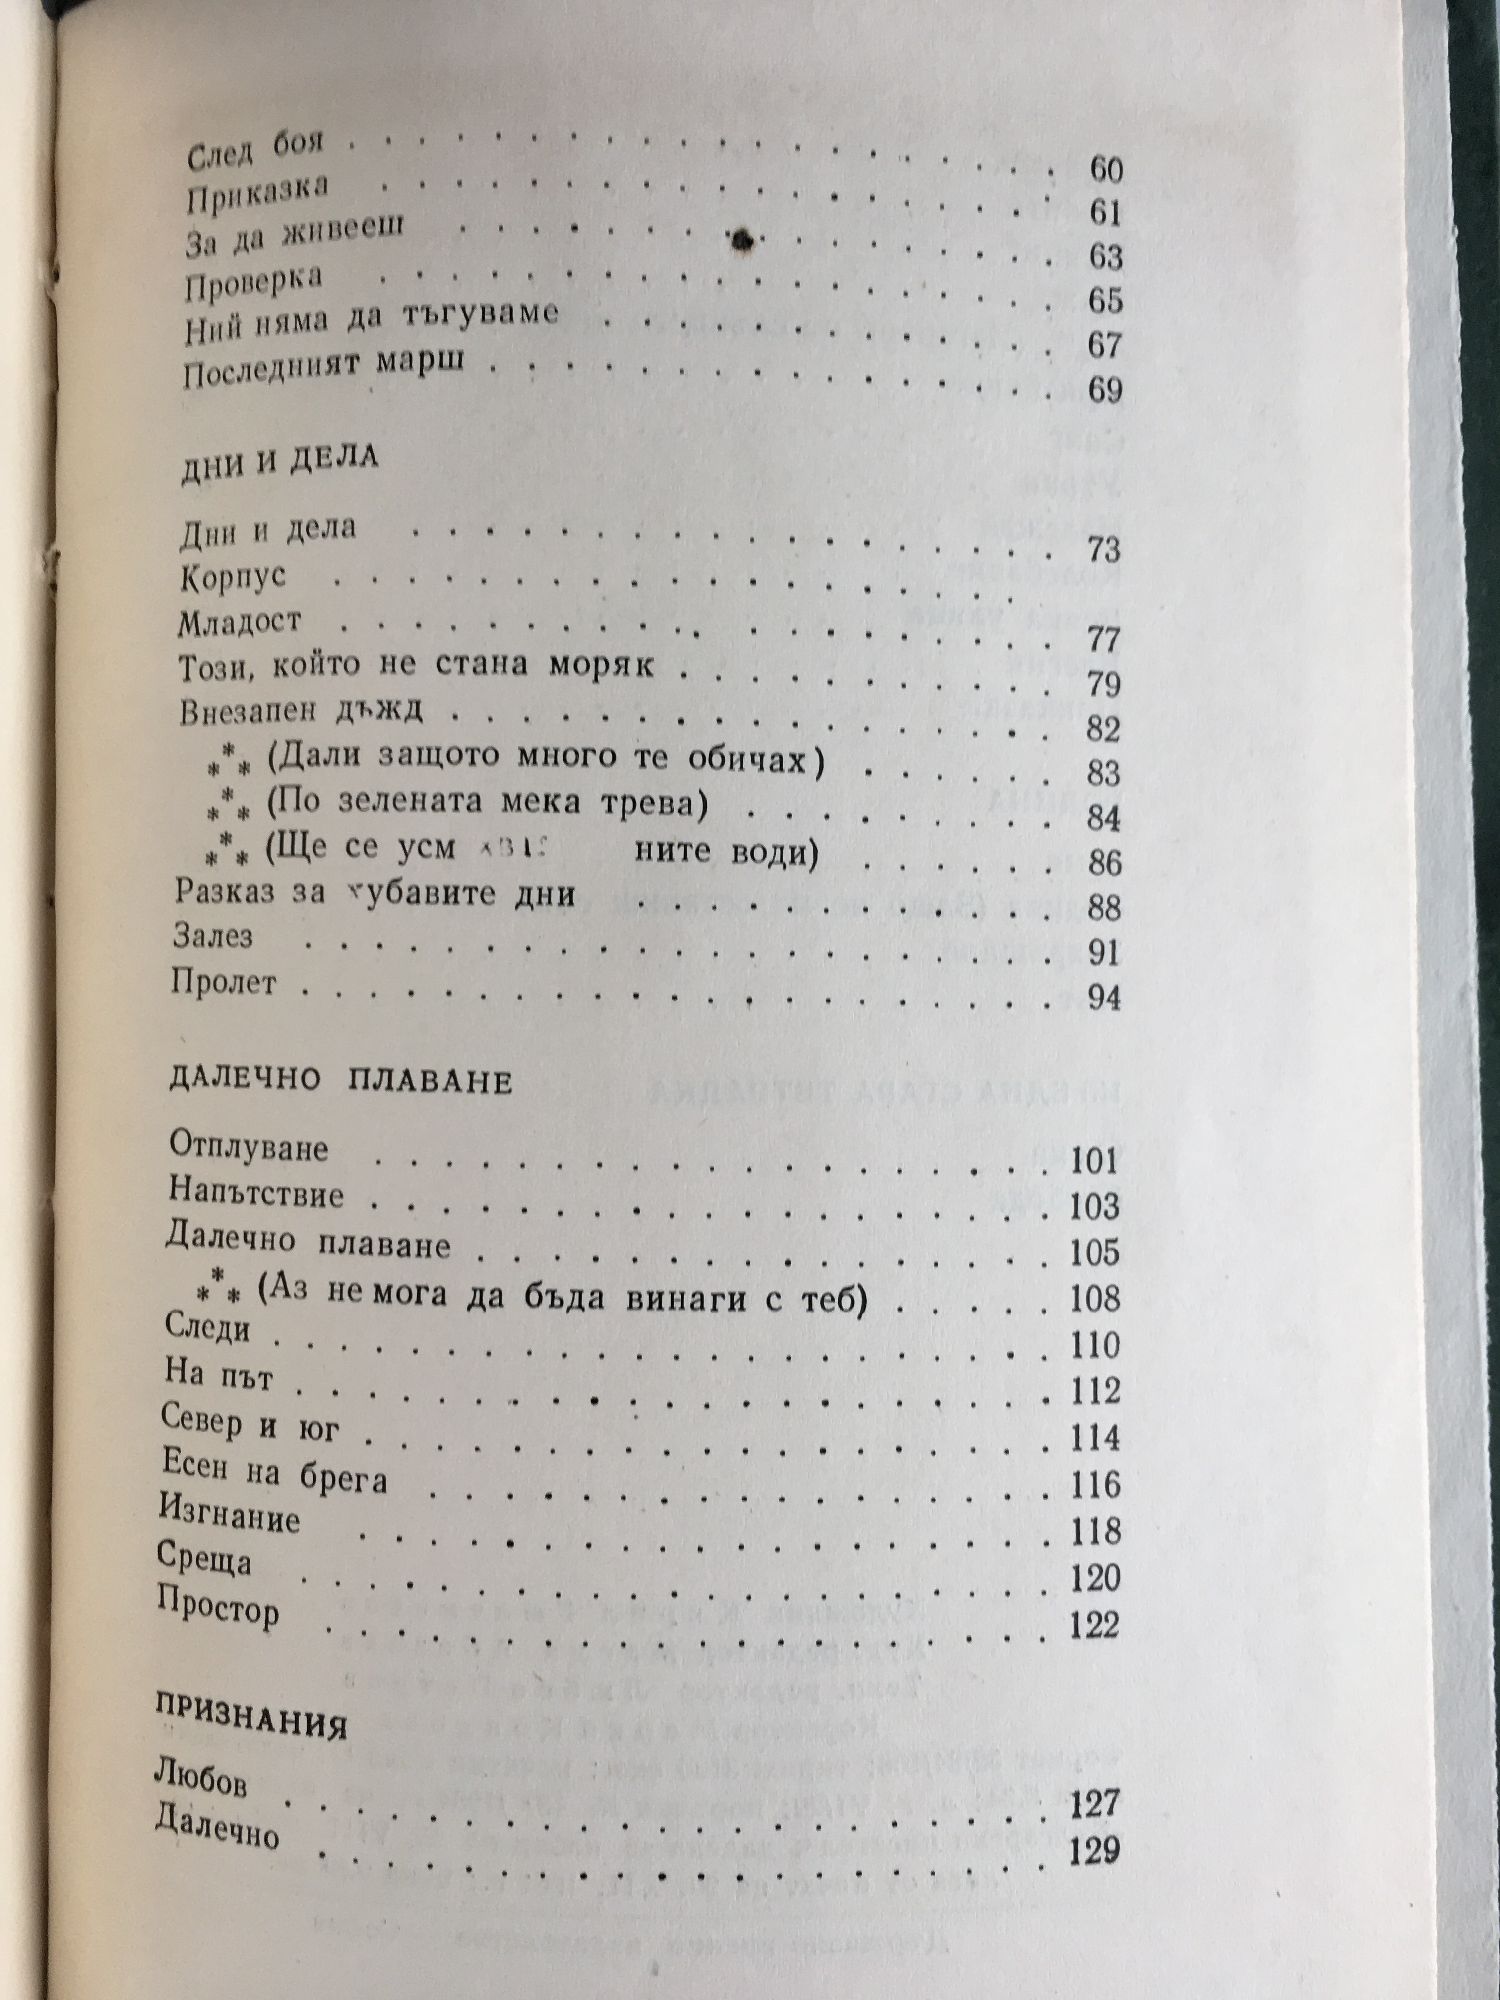 След боя . . . . . . . . . . . . . . . . . . . 60
Приказка . . . . . . . . . . . . . . . . . . . 61
За да живееш . . . . . . . . . . . . . . . . 63
Проверка . . . . . . . . . . . . . . . . . . . 65
Ний няма да тъгуваме . . . . . . . . . . . . 67
Последният марш . . . . . . . . . . . . . . . 69
ДНИ И ДЕЛА
Дни и дела . . . . . . . . . . . . . . . . . . 73
Корпус . . . . . . . . . . . . . . . . . . .
Младост . . . . . . . . . . . . . . . . . . . 77
Този, който не стана моряк . . . . . . . . . . 79
Внезапен дъжд . . . . . . . . . . . . . . . . 82
*** (Дали защото много те обичах) . . . . . . 83
*** (По зелената мека трева) . . . . . . . . . 84
*** (Ще се усм ните води) . . . . . . 86
Разказ за хубавите дни . . . . . . . . . . . . 88
Залез . . . . . . . . . . . . . . . . . . . . . 91
Пролет . . . . . . . . . . . . . . . . . . . . . 94
ДАЛЕЧНО ПЛАВАНЕ
Отплуване . . . . . . . . . . . . . . . . . . . 101
Напътствие . . . . . . . . . . . . . . . . . . . 103
Далечно плаване . . . . . . . . . . . . . . . . 105
*** (Аз не мога да бъда винаги с теб) . . . . . 108
Следи . . . . . . . . . . . . . . . . . . . . . 110
На път . . . . . . . . . . . . . . . . . . . . . 112
Север и юг . . . . . . . . . . . . . . . . . . . 114
Есен на брега . . . . . . . . . . . . . . . . . 116
Изгнание . . . . . . . . . . . . . . . . . . . 118
Среща . . . . . . . . . . . . . . . . . . . . . 120
Простор . . . . . . . . . . . . . . . . . . . . 122
ПРИЗНАНИЯ
Любов . . . . . . . . . . . . . . . . . . . . . 127
Далечно . . . . . . . . . . . . . . . . . . . . 129